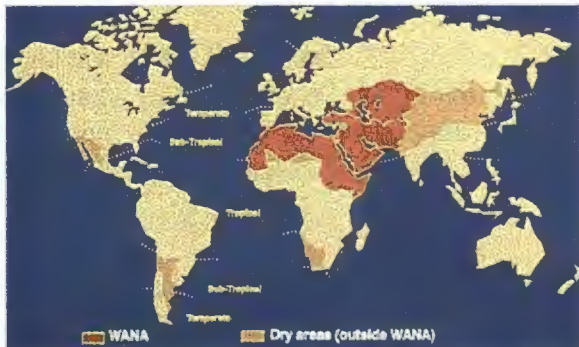 Temperate
Sub-Tropical
Tropical
Sub-Tropical
Temperate
WANA
Dry areas (outside WANA)